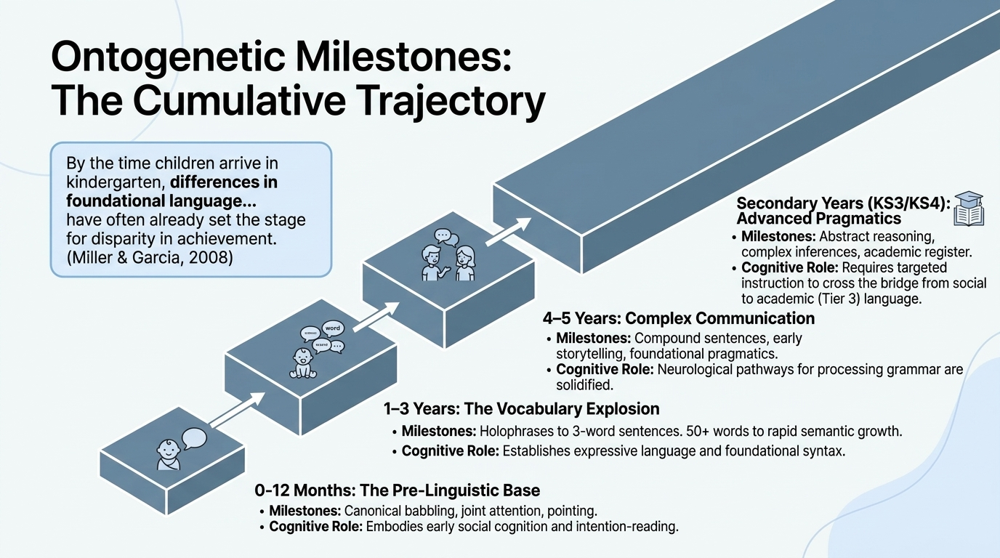 Ontogenetic Milestones:
The Cumulative Trajectory
By the time children arrive in
kindergarten, differences in
foundational language...
have often already set the stage
for disparity in achievement.
(Miller & Garcia, 2008)
Secondary Years (KS3/KS4):
Advanced Pragmatics
• Milestones: Abstract reasoning,
complex inferences, academic register.
• Cognitive Role: Requires targeted
instruction to cross the bridge from social
to academic (Tier 3) language.
4–5 Years: Complex Communication
• Milestones: Compound sentences, early
storytelling, foundational pragmatics.
• Cognitive Role: Neurological pathways for processing grammar are
solidified.
word
1–3 Years: The Vocabulary Explosion
• Milestones: Holophrases to 3-word sentences. 50+ words to rapid semantic growth.
• Cognitive Role: Establishes expressive language and foundational syntax.
0-12 Months: The Pre-Linguistic Base
• Milestones: Canonical babbling, joint attention, pointing.
• Cognitive Role: Embodies early social cognition and intention-reading.